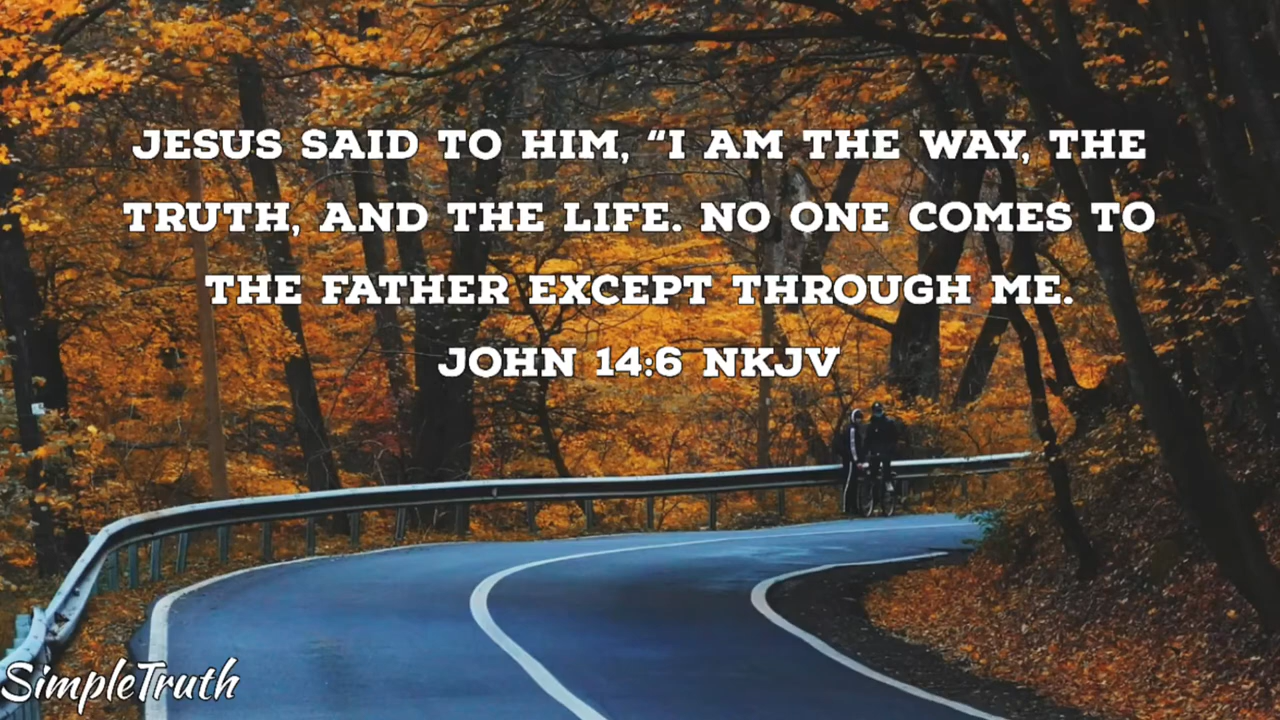 JESUS SAID TO HIM, “I AM THE WAY, THE
TRUTH, AND THE LIFE. NO ONE COMES TO
THE FATHER EXCEPT THROUGH ME.
JOHN 14:6 NKJV
SimpleTruth